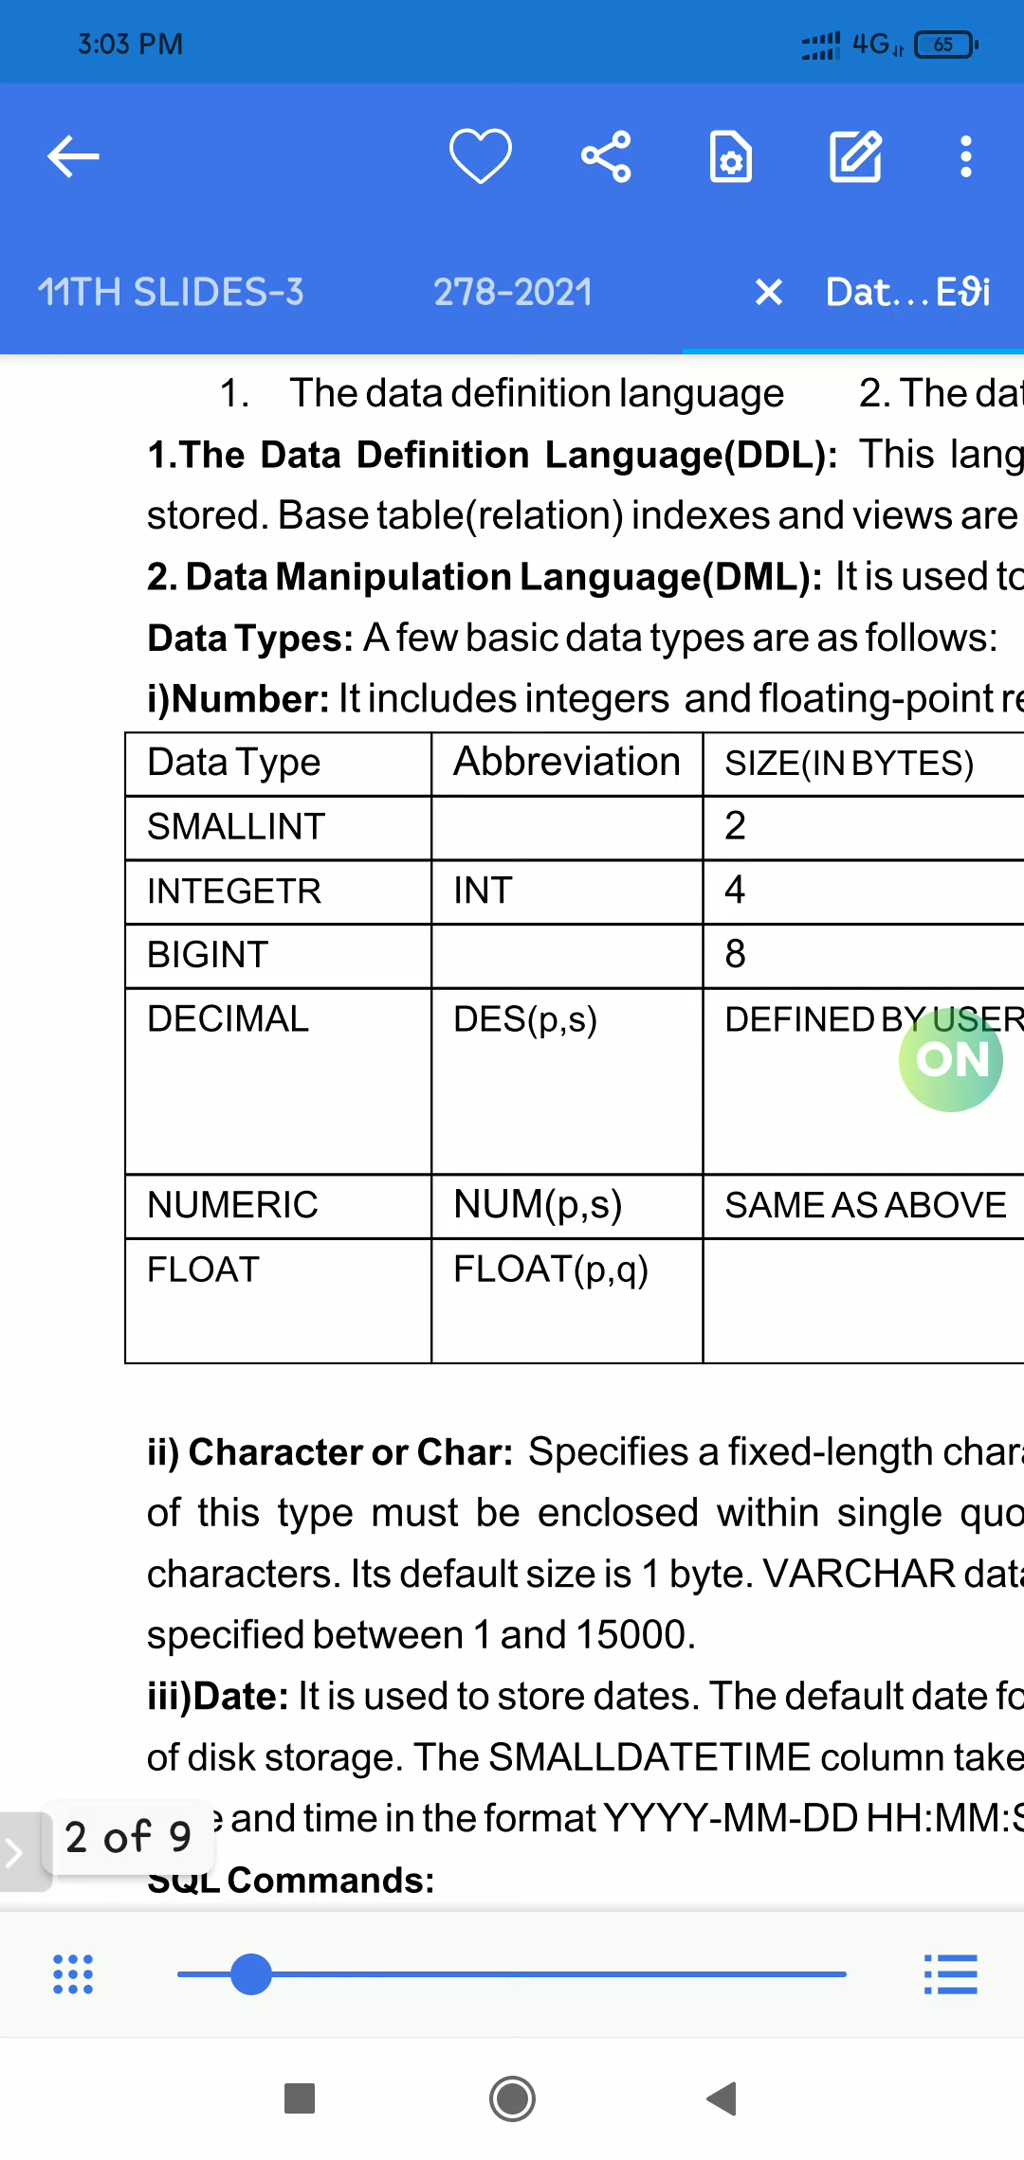 3:03 PM 4G 65
11TH SLIDES-3 278-2021 × Dat...
1. The data definition language 2. The dat
1.The Data Definition Language(DDL): This lang
stored. Base table(relation) indexes and views are
2. Data Manipulation Language(DML): It is used to
Data Types: A few basic data types are as follows:
i)Number: It includes integers and floating-point re
Data Type Abbreviation SIZE(IN BYTES)
SMALLINT 2
INTEGETR INT 4
BIGINT 8
DECIMAL DES(p,s) DEFINED BY USER
ON
NUMERIC NUM(p,s) SAME AS ABOVE
FLOAT FLOAT(p,q)
ii) Character or Char: Specifies a fixed-length chara
of this type must be enclosed within single quo
characters. Its default size is 1 byte. VARCHAR data
specified between 1 and 15000.
iii)Date: It is used to store dates. The default date fo
of disk storage. The SMALLDATETIME column take
e and time in the format YYYY-MM-DD HH:MM:S
2 of 9
SQL Commands: